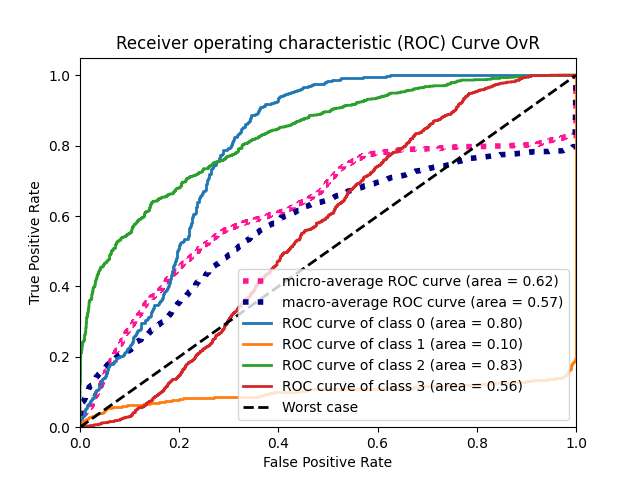 Receiver operating characteristic (ROC) Curve OvR
1.0
0.8
0.6
0.4
0.2
0.0
True Positive Rate
micro-average ROC curve (area = 0.62)
macro-average ROC curve (area = 0.57)
ROC curve of class 0 (area = 0.80)
ROC curve of class 1 (area = 0.10)
ROC curve of class 2 (area = 0.83)
ROC curve of class 3 (area = 0.56)
Worst case
0.0 0.2 0.4 0.6 0.8 1.0
False Positive Rate